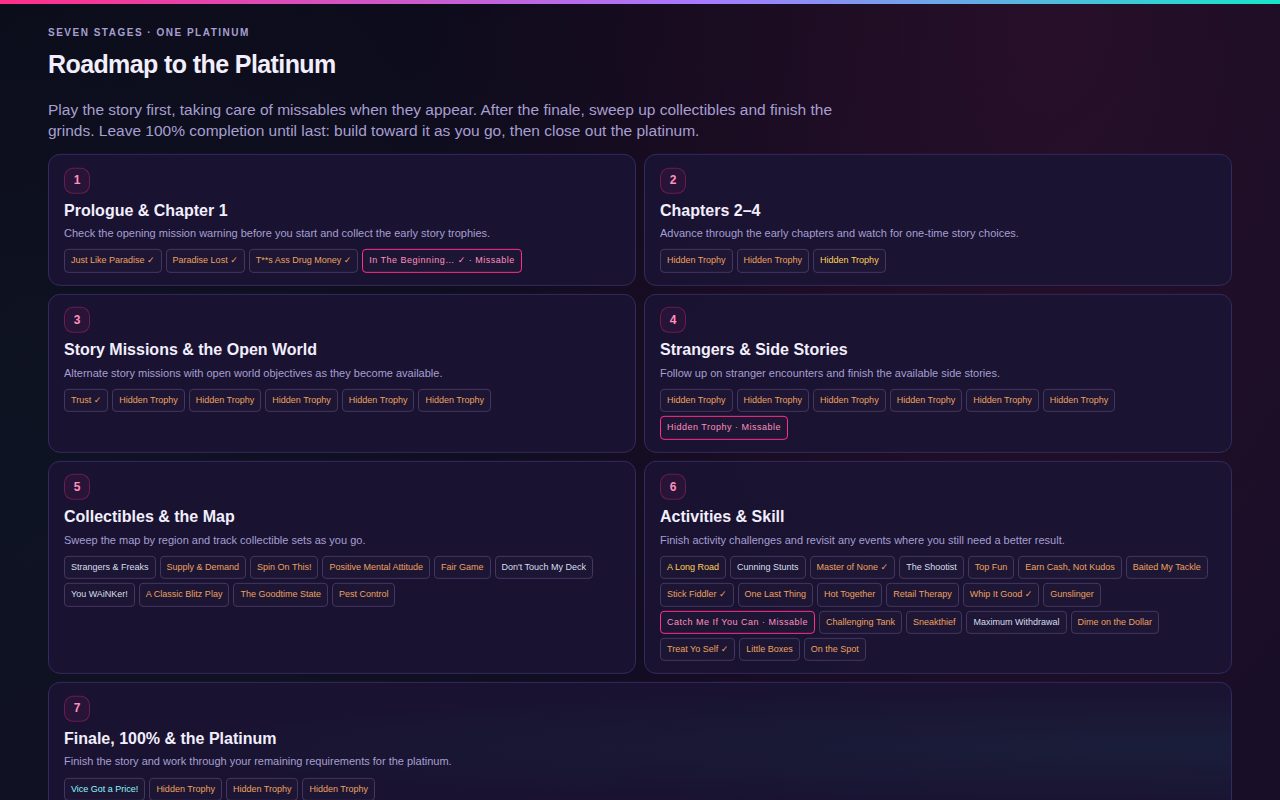 SEVEN STAGES · ONE PLATINUM
Roadmap to the Platinum
Play the story first, taking care of missables when they appear. After the finale, sweep up collectibles and finish the
grinds. Leave 100% completion until last: build toward it as you go, then close out the platinum.
1
Prologue & Chapter 1
Check the opening mission warning before you start and collect the early story trophies.
Just Like Paradise ✓ Paradise Lost ✓ T**s Ass Drug Money ✓ In The Beginning… ✓ · Missable
2
Chapters 2–4
Advance through the early chapters and watch for one-time story choices.
Hidden Trophy Hidden Trophy Hidden Trophy
3
Story Missions & the Open World
Alternate story missions with open world objectives as they become available.
Trust ✓ Hidden Trophy Hidden Trophy Hidden Trophy Hidden Trophy Hidden Trophy
4
Strangers & Side Stories
Follow up on stranger encounters and finish the available side stories.
Hidden Trophy Hidden Trophy Hidden Trophy Hidden Trophy Hidden Trophy Hidden Trophy
Hidden Trophy · Missable
5
Collectibles & the Map
Sweep the map by region and track collectible sets as you go.
Strangers & Freaks Supply & Demand Spin On This! Positive Mental Attitude Fair Game Don't Touch My Deck
You WAiNKer! A Classic Blitz Play The Goodtime State Pest Control
6
Activities & Skill
Finish activity challenges and revisit any events where you still need a better result.
A Long Road Cunning Stunts Master of None ✓ The Shootist Top Fun Earn Cash, Not Kudos Baited My Tackle
Stick Fiddler ✓ One Last Thing Hot Together Retail Therapy Whip It Good ✓ Gunslinger
Catch Me If You Can · Missable Challenging Tank Sneakthief Maximum Withdrawal Dime on the Dollar
Treat Yo Self ✓ Little Boxes On the Spot
7
Finale, 100% & the Platinum
Finish the story and work through your remaining requirements for the platinum.
Vice Got a Price! Hidden Trophy Hidden Trophy Hidden Trophy